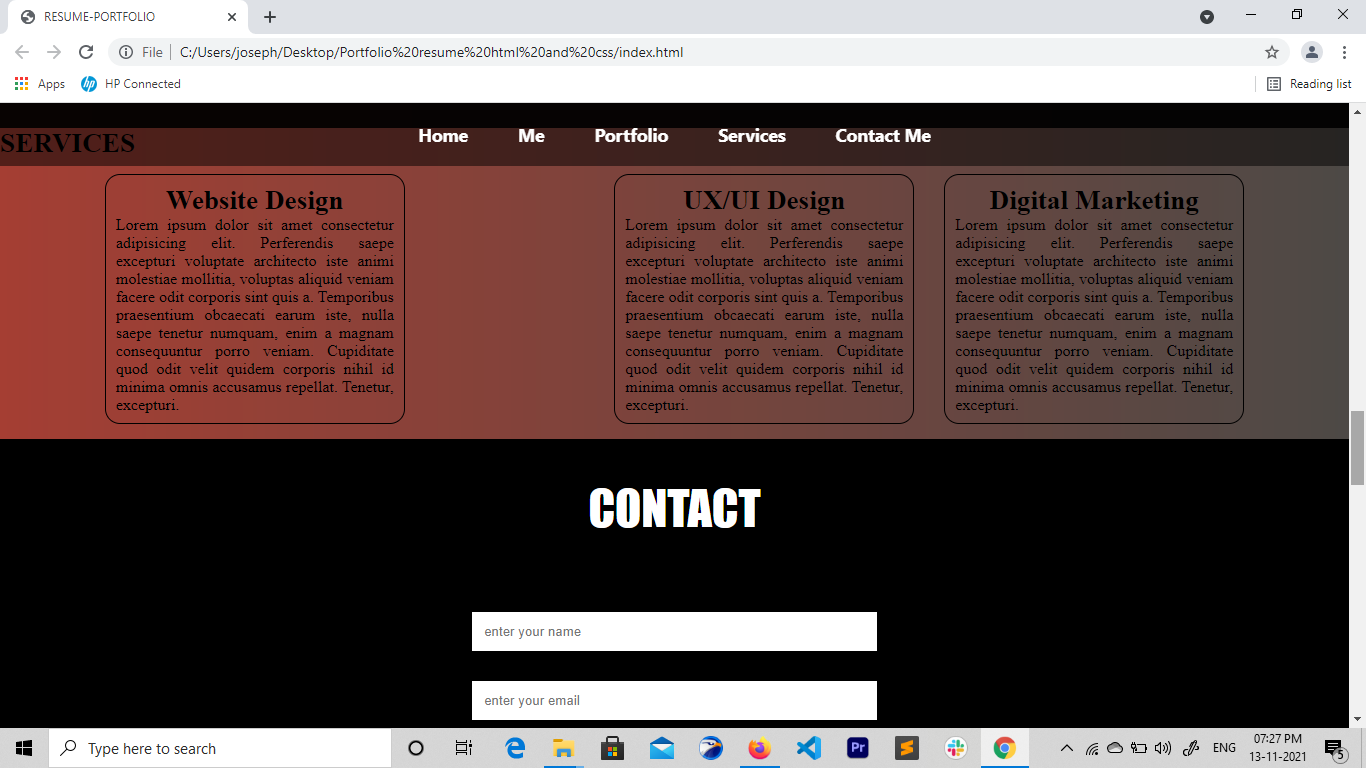 RESUME-PORTFOLIO
File
C:/Users/joseph/Desktop/Portfolio%20resume%20html%20and%20css/index.html
Apps
HP Connected
Reading list
Home Me Portfolio Services Contact Me
SERVICES
Website Design
Lorem ipsum dolor sit amet consectetur
adipisicing elit. Perferendis saepe
excepturi voluptate architecto iste animi
molestiae mollitia, voluptas aliquid veniam
facere odit corporis sint quis a. Temporibus
praesentium obcaecati earum iste, nulla
saepe tenetur numquam, enim a magnam
consequuntur porro veniam. Cupiditate
quod odit velit quidem corporis nihil id
minima omnis accusamus repellat. Tenetur,
excepturi.
UX/UI Design
Lorem ipsum dolor sit amet consectetur
adipisicing elit. Perferendis saepe
excepturi voluptate architecto iste animi
molestiae mollitia, voluptas aliquid veniam
facere odit corporis sint quis a. Temporibus
praesentium obcaecati earum iste, nulla
saepe tenetur numquam, enim a magnam
consequuntur porro veniam. Cupiditate
quod odit velit quidem corporis nihil id
minima omnis accusamus repellat. Tenetur,
excepturi.
Digital Marketing
Lorem ipsum dolor sit amet consectetur
adipisicing elit. Perferendis saepe
excepturi voluptate architecto iste animi
molestiae mollitia, voluptas aliquid veniam
facere odit corporis sint quis a. Temporibus
praesentium obcaecati earum iste, nulla
saepe tenetur numquam, enim a magnam
consequuntur porro veniam. Cupiditate
quod odit velit quidem corporis nihil id
minima omnis accusamus repellat. Tenetur,
excepturi.
CONTACT
enter your name
enter your email
Type here to search
Pr
ENG
07:27 PM
13-11-2021
5